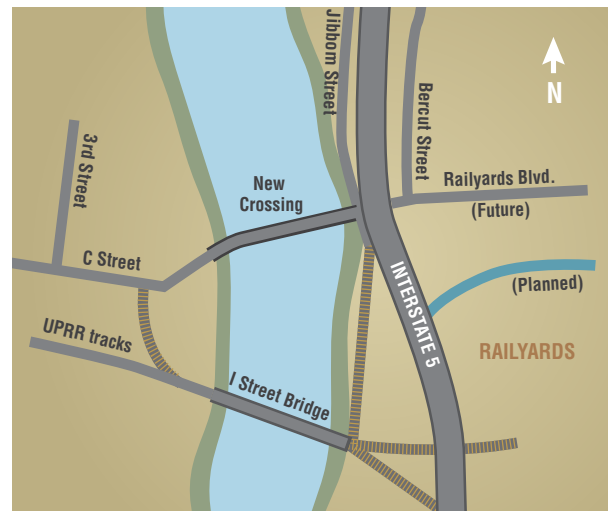 Jibbom Street
Bercut Street
N
3rd Street
New
Crossing
Railyards Blvd.
(Future)
C Street
INTERSTATE 5
(Planned)
UPRR tracks
RAILYARDS
I Street Bridge